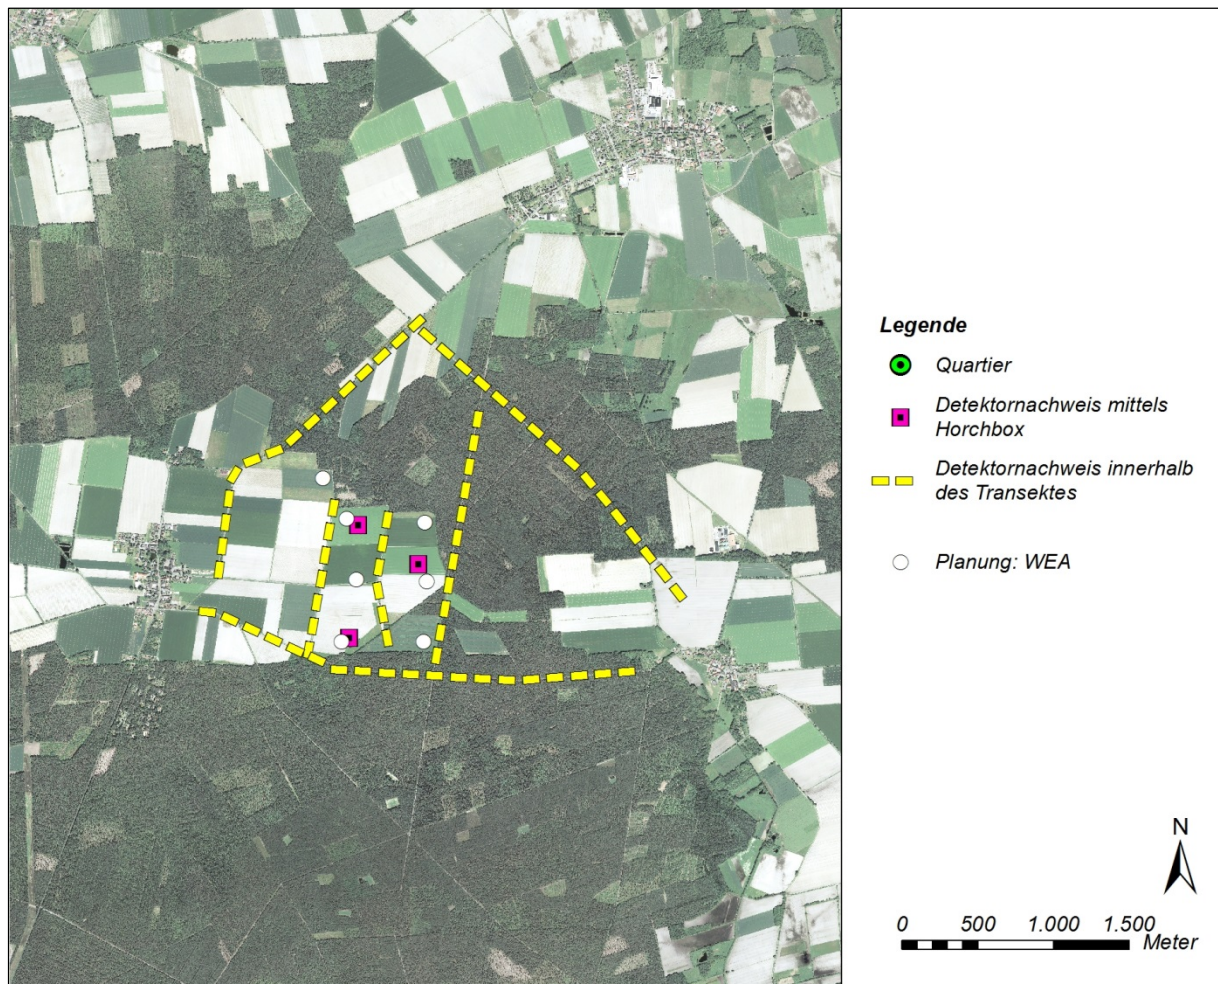 Legende
Quartier
Detektornachweis mittels
Horchbox
Detektornachweis innerhalb
des Transektes
Planung: WEA
N
0 500 1.000 1.500
Meter